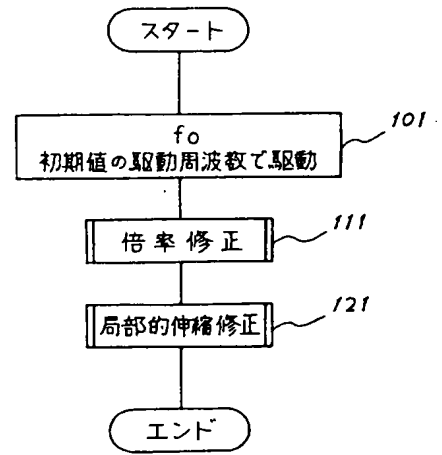 スタート
fo
初期値の駆動周波数で駆動
101
倍率修正
111
局部的伸縮修正
121
エンド